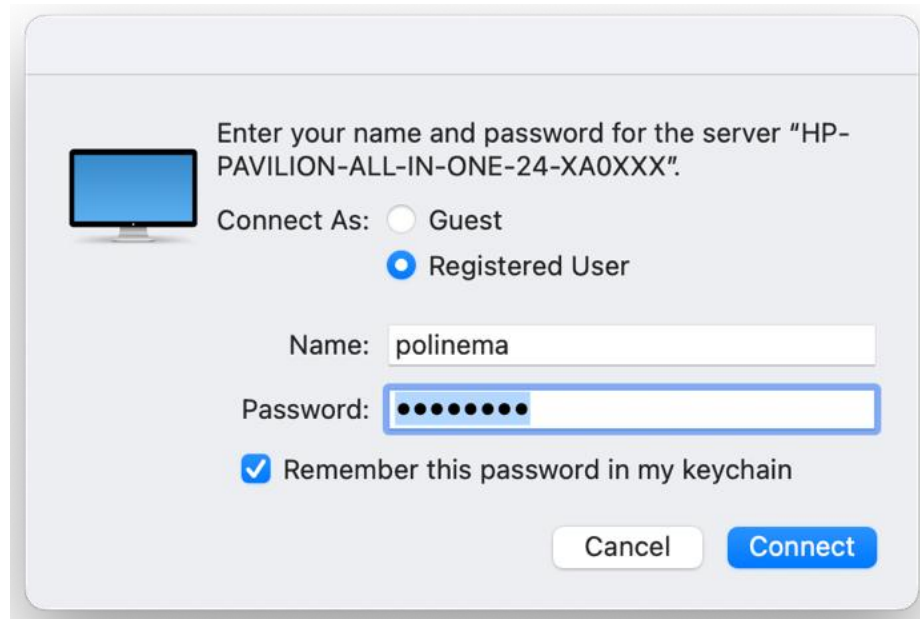 Enter your name and password for the server “HP-
PAVILION-ALL-IN-ONE-24-XA0XXX”.
Connect As: Guest
Registered User
Name: polinema
Password: ••••••••
Remember this password in my keychain
Cancel Connect